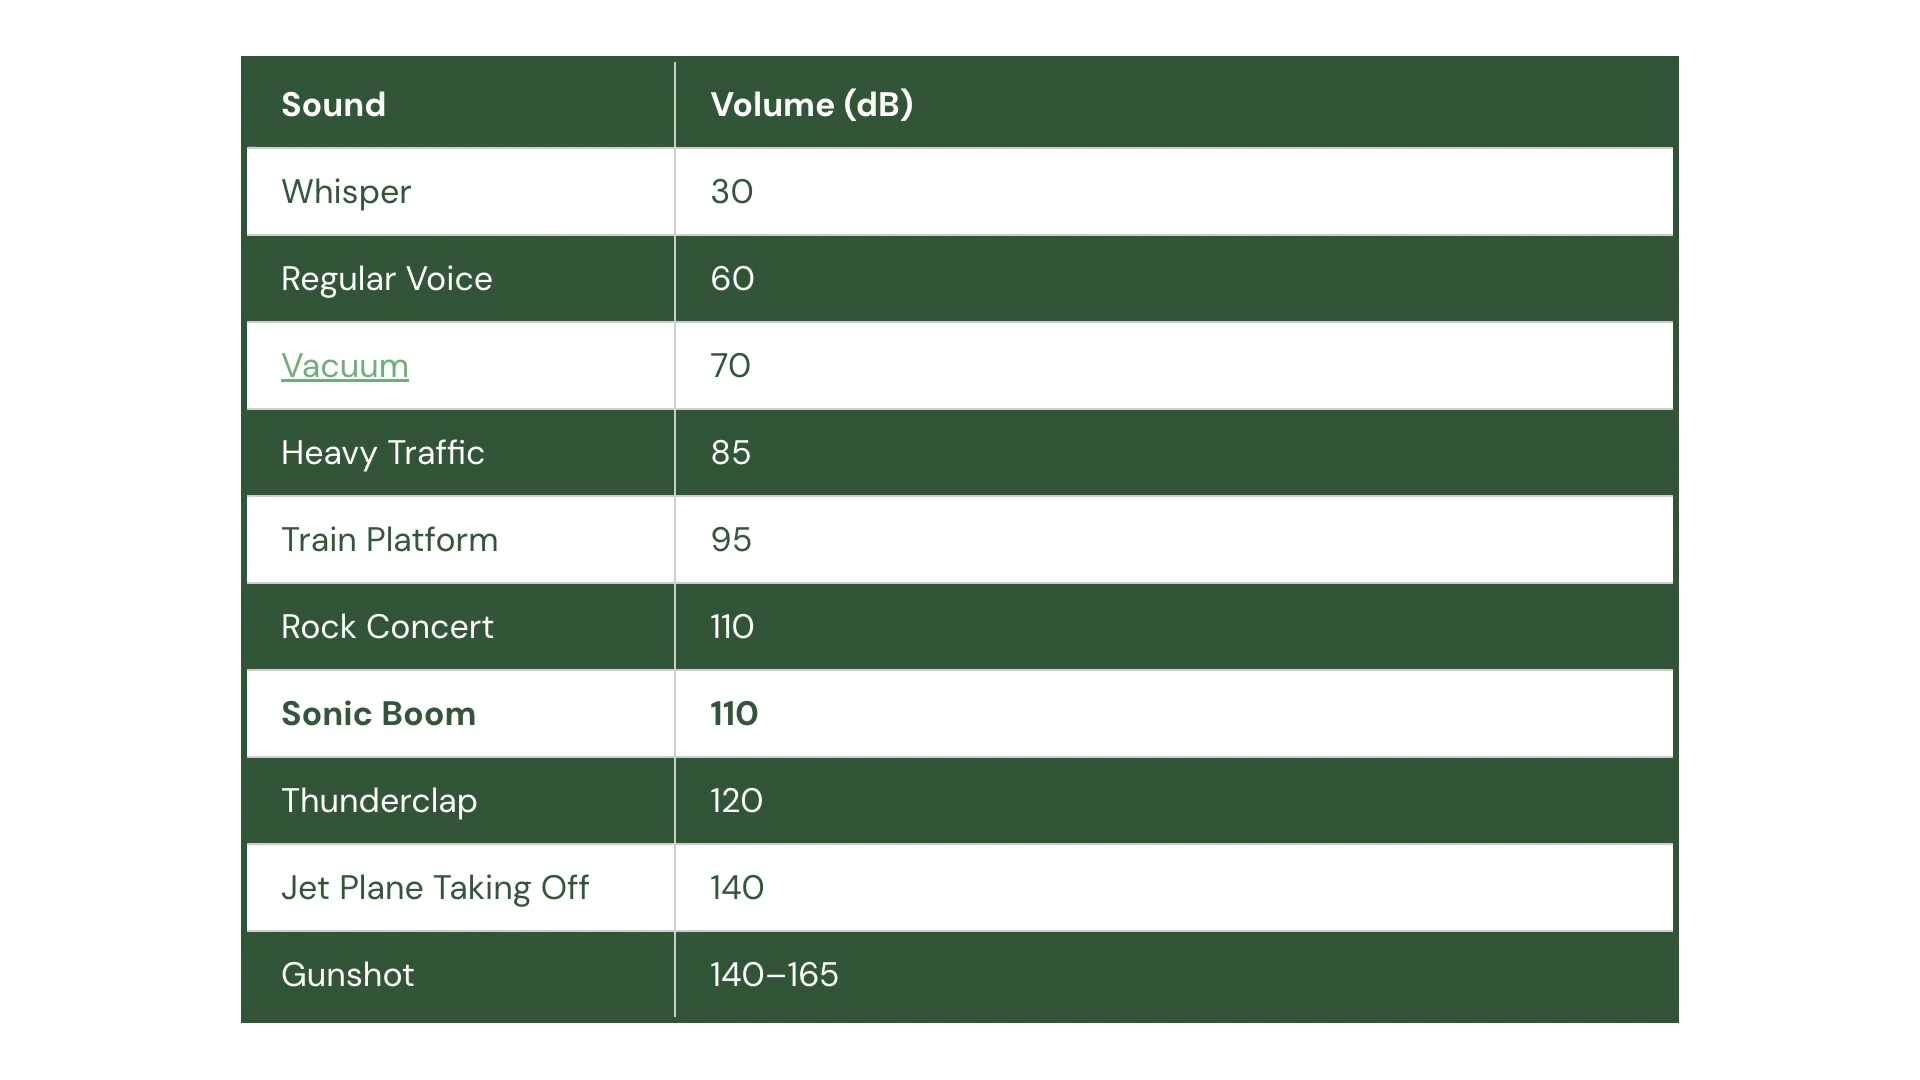 Sound Volume (dB)
Whisper 30
Regular Voice 60
Vacuum 70
Heavy Traffic 85
Train Platform 95
Rock Concert 110
Sonic Boom 110
Thunderclap 120
Jet Plane Taking Off 140
Gunshot 140–165